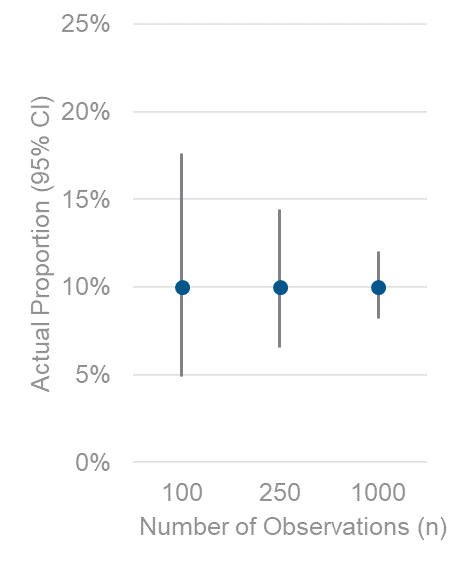 25%
20%
15%
10%
5%
0%
Actual Proportion (95% CI)
100 250 1000
Number of Observations (n)